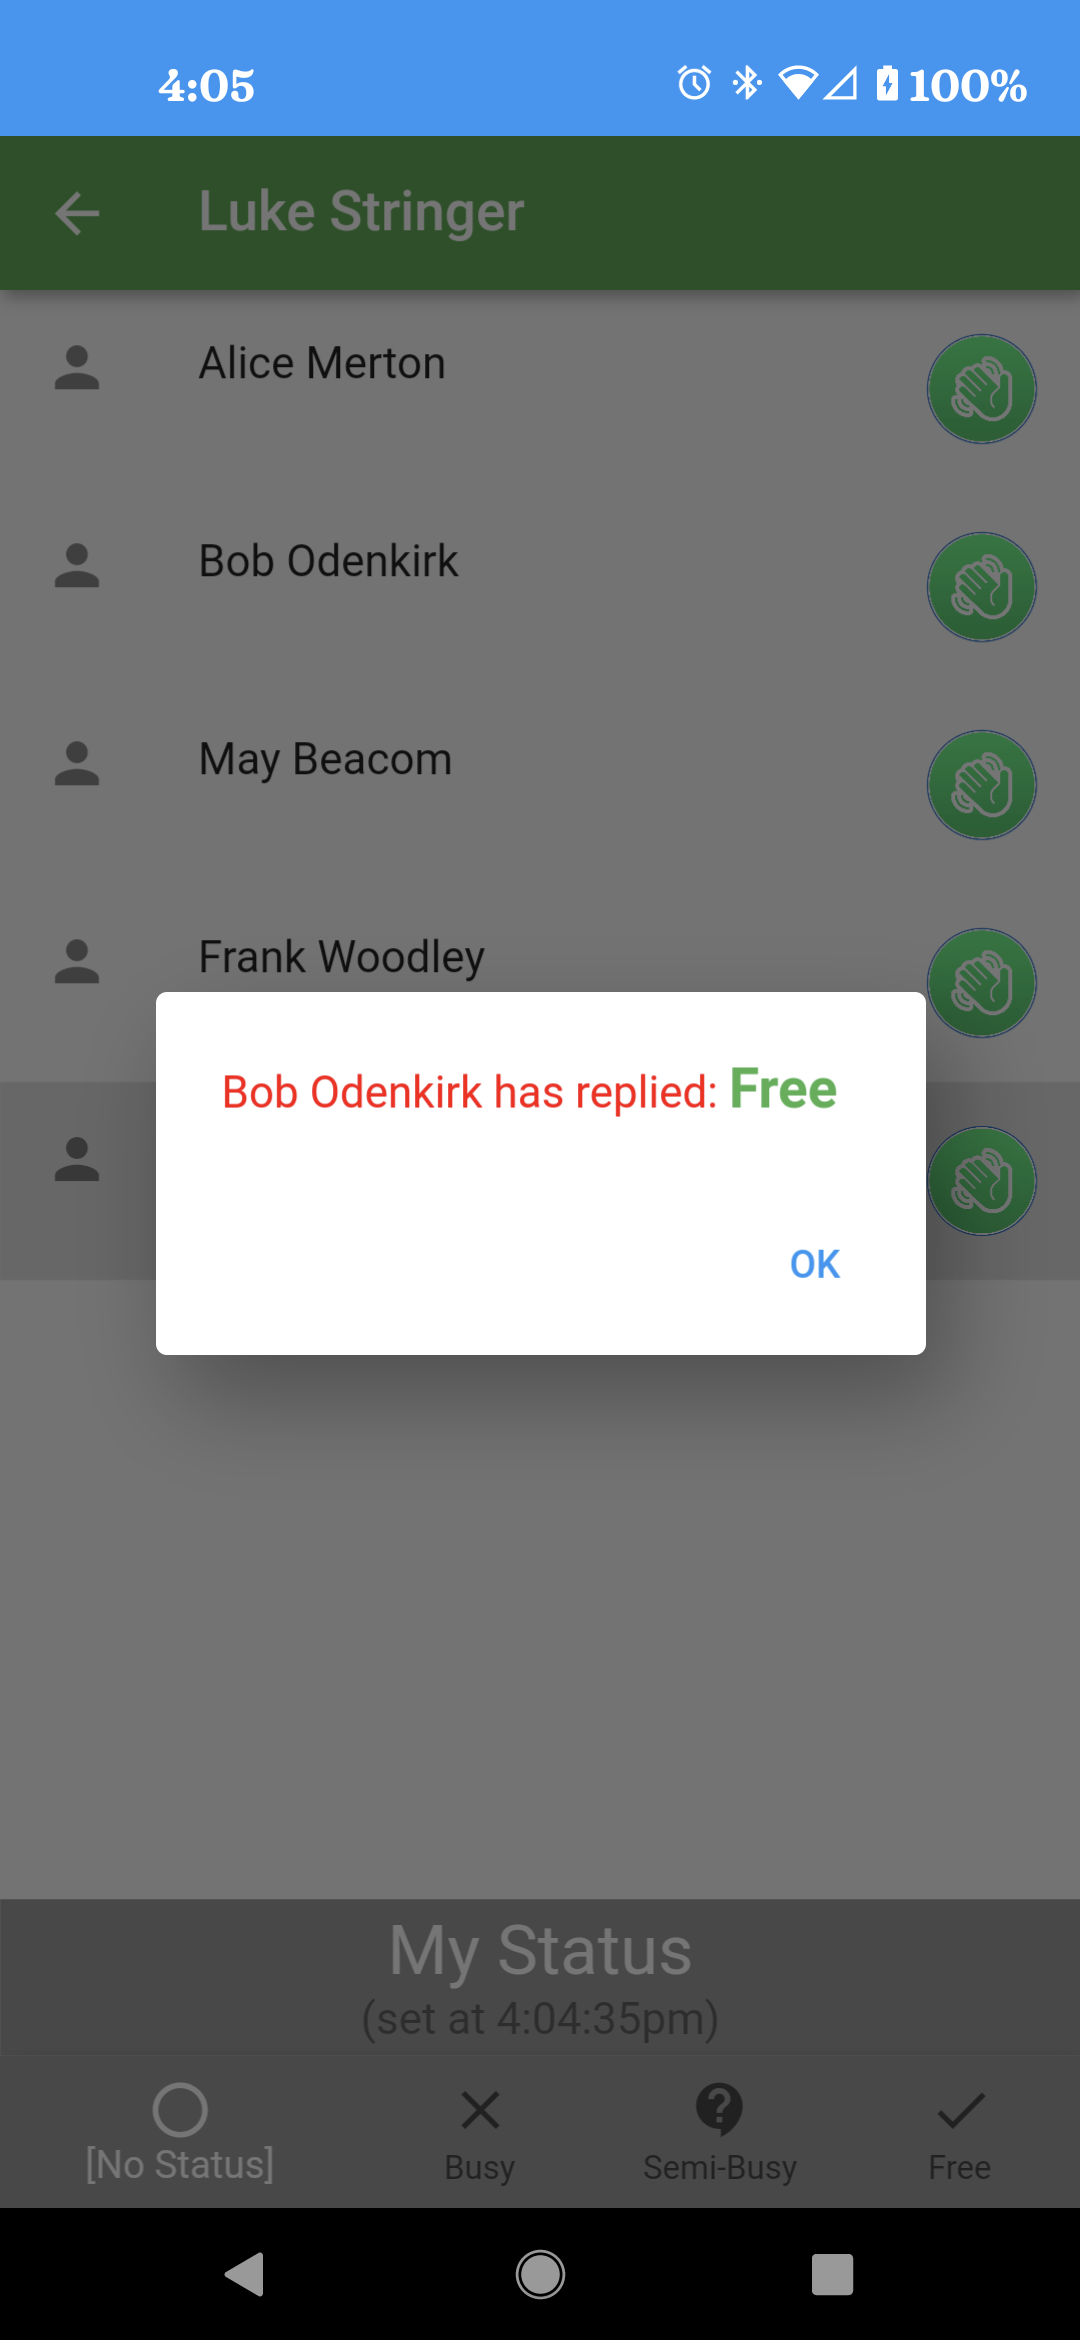 4:05 100%
Luke Stringer
Alice Merton
Bob Odenkirk
May Beacom
Frank Woodley
Bob Odenkirk has replied: Free
OK
My Status
(set at 4:04:35pm)
[No Status] Busy Semi-Busy Free